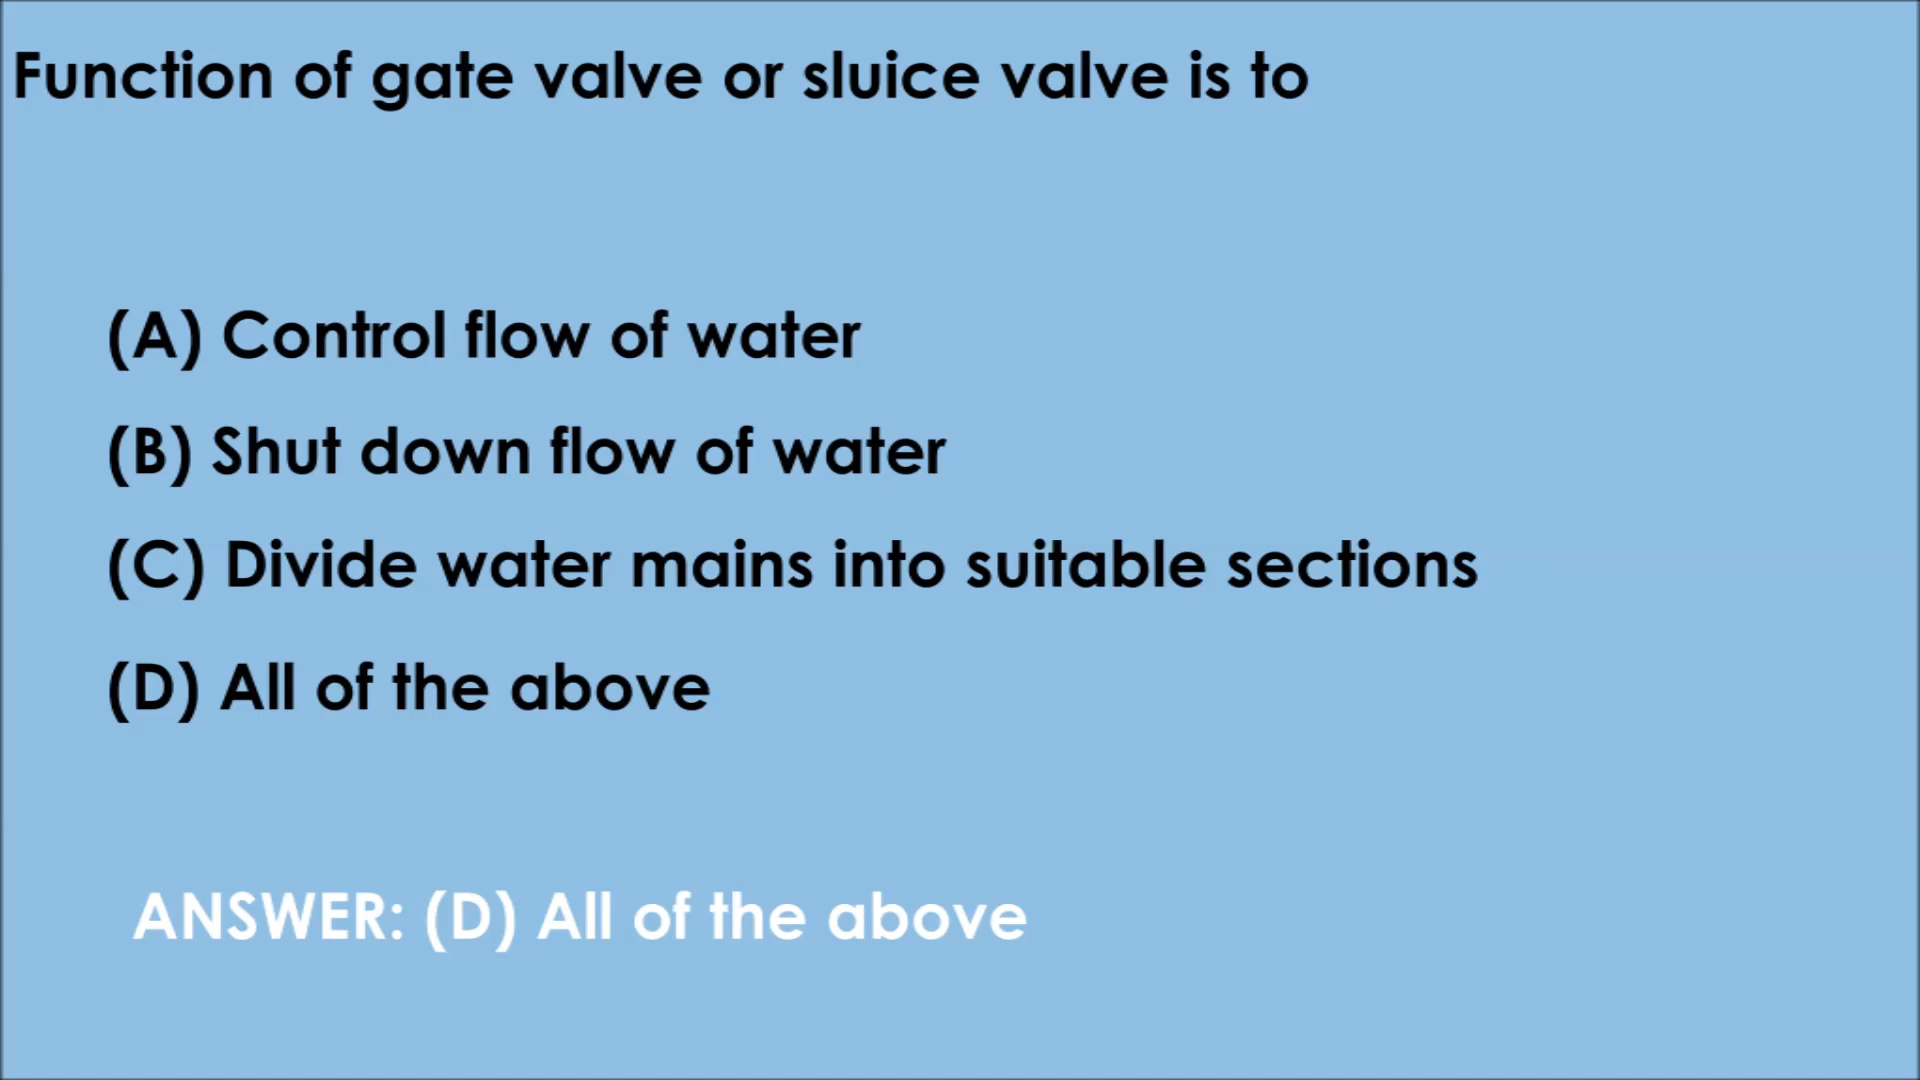 Function of gate valve or sluice valve is to
(A) Control flow of water
(B) Shut down flow of water
(C) Divide water mains into suitable sections
(D) All of the above
ANSWER: (D) All of the above